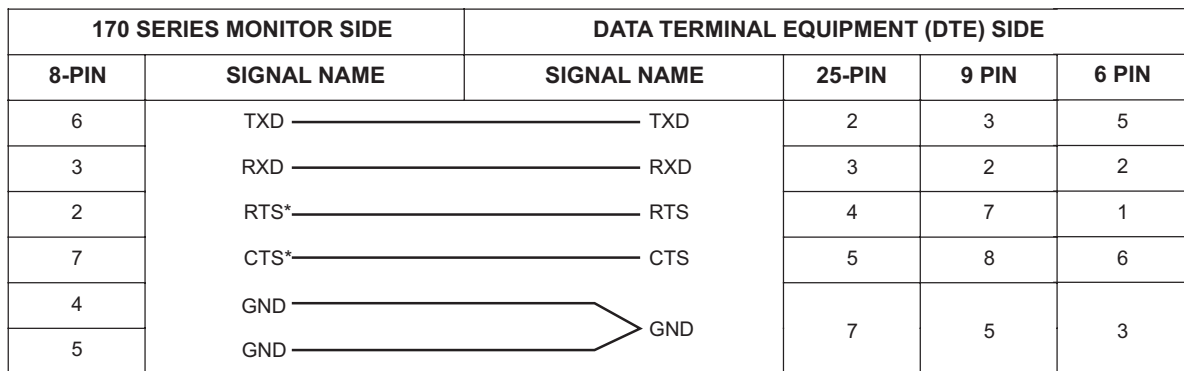 170 SERIES MONITOR SIDE DATA TERMINAL EQUIPMENT (DTE) SIDE
8-PIN SIGNAL NAME SIGNAL NAME 25-PIN 9 PIN 6 PIN
6 TXD TXD 2 3 5
3 RXD RXD 3 2 2
2 RTS* RTS 4 7 1
7 CTS* CTS 5 8 6
4 GND
GND 7 5 3
5 GND